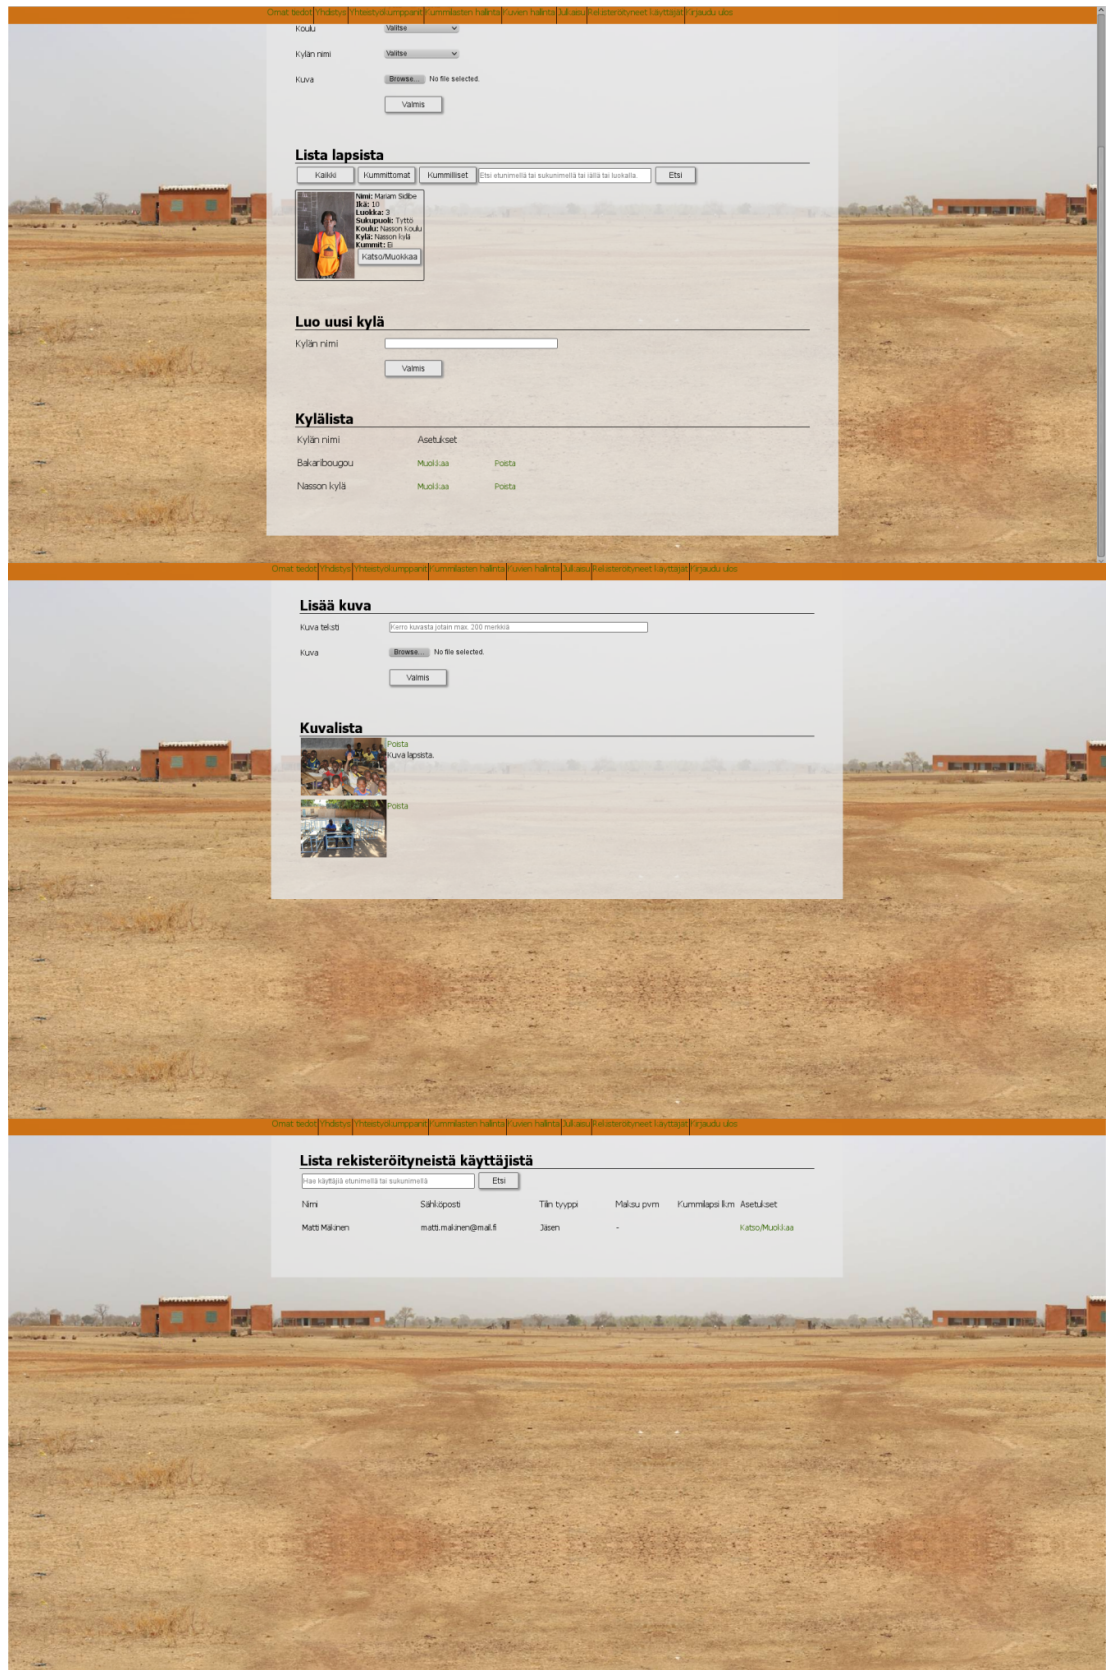 Omat tiedot Yhdistys Yhteistyökumppanit Kummilasten hallinta Kuvien hallinta Julkaisu Rekisteröityneet käyttäjät Kirjaudu ulos
Koulu Valitse
Kylän nimi Valitse
Kuva Browse... No file selected.
Valmis
Lista lapsista
Kaikki Kummittomat Kummilliset Etsi etunimellä tai sukunimellä tai iällä tai luokalla Etsi
Nimi: Mariam Sidibe
Ikä: 10
Luokka: 3
Sukupuoli: Tyttö
Koulu: Nasson Koulu
Kylä: Nasson kylä
Kummit: Ei
Katso/Muokkaa
Luo uusi kylä
Kylän nimi
Valmis
Kylälista
Kylän nimi Asetukset
Bakaribougou Muokkaa Poista
Nasson kylä Muokkaa Poista
Omat tiedot Yhdistys Yhteistyökumppanit Kummilasten hallinta Kuvien hallinta Julkaisu Rekisteröityneet käyttäjät Kirjaudu ulos
Lisää kuva
Kuva teksti Kerro kuvasta jotain max. 200 merkkiä
Kuva Browse... No file selected.
Valmis
Kuvalista
Poista
Kuva lapsista.
Poista
Omat tiedot Yhdistys Yhteistyökumppanit Kummilasten hallinta Kuvien hallinta Julkaisu Rekisteröityneet käyttäjät Kirjaudu ulos
Lista rekisteröityneistä käyttäjistä
Hae käyttäjiä etunimellä tai sukunimellä Etsi
Nimi Sähköposti Tilin tyyppi Maksu pvm Kummilapsi lkm Asetukset
Matti Mäkinen matti.makinen@mail.fi Jäsen - Katso/Muokkaa